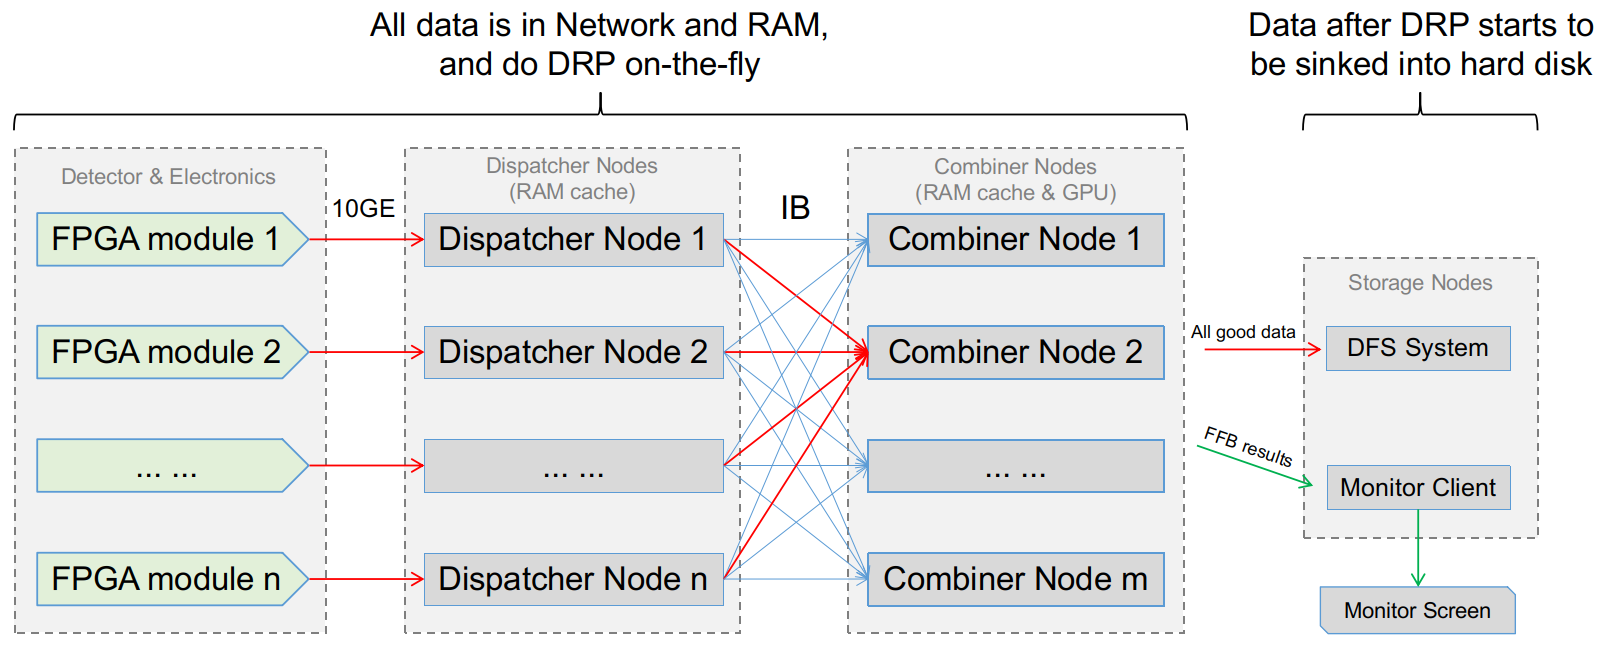 All data is in Network and RAM,
and do DRP on-the-fly
Data after DRP starts to
be sinked into hard disk
Detector & Electronics
FPGA module 1
FPGA module 2
... ...
FPGA module n
10GE
Dispatcher Nodes
(RAM cache)
Dispatcher Node 1
Dispatcher Node 2
... ...
Dispatcher Node n
IB
Combiner Nodes
(RAM cache & GPU)
Combiner Node 1
Combiner Node 2
... ...
Combiner Node m
All good data
FFB results
Storage Nodes
DFS System
Monitor Client
Monitor Screen